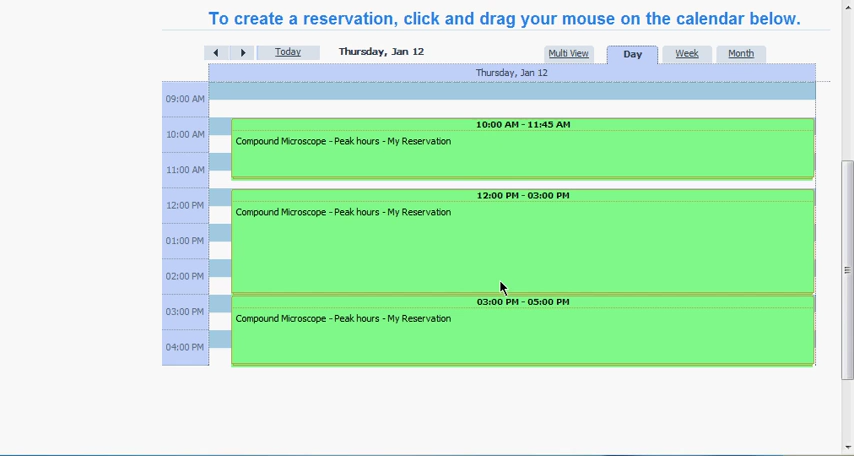 To create a reservation, click and drag your mouse on the calendar below.
Today
Thursday, Jan 12
Multi View
Day
Week
Month
Thursday, Jan 12
09:00 AM
10:00 AM
10:00 AM - 11:45 AM
Compound Microscope - Peak hours - My Reservation
11:00 AM
12:00 PM
12:00 PM - 03:00 PM
Compound Microscope - Peak hours - My Reservation
01:00 PM
02:00 PM
03:00 PM
03:00 PM - 05:00 PM
Compound Microscope - Peak hours - My Reservation
04:00 PM